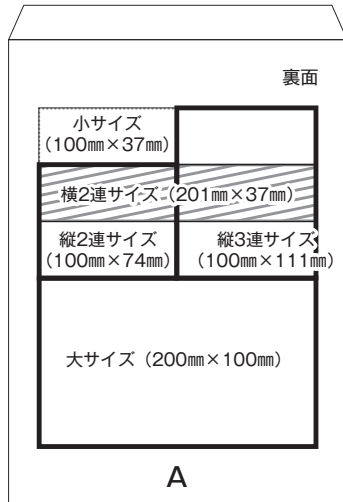 裏面
小サイズ
(100㎜×37㎜)
横2連サイズ（201㎜×37㎜）
縦2連サイズ
(100㎜×74㎜)
縦3連サイズ
(100㎜×111㎜)
大サイズ（200㎜×100㎜）
A